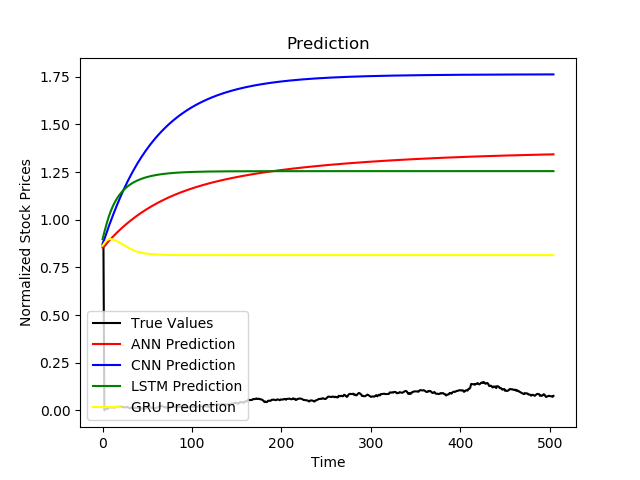 Prediction
Normalized Stock Prices
1.75
1.50
1.25
1.00
0.75
0.50
0.25
0.00
True Values
ANN Prediction
CNN Prediction
LSTM Prediction
GRU Prediction
0 100 200 300 400 500
Time